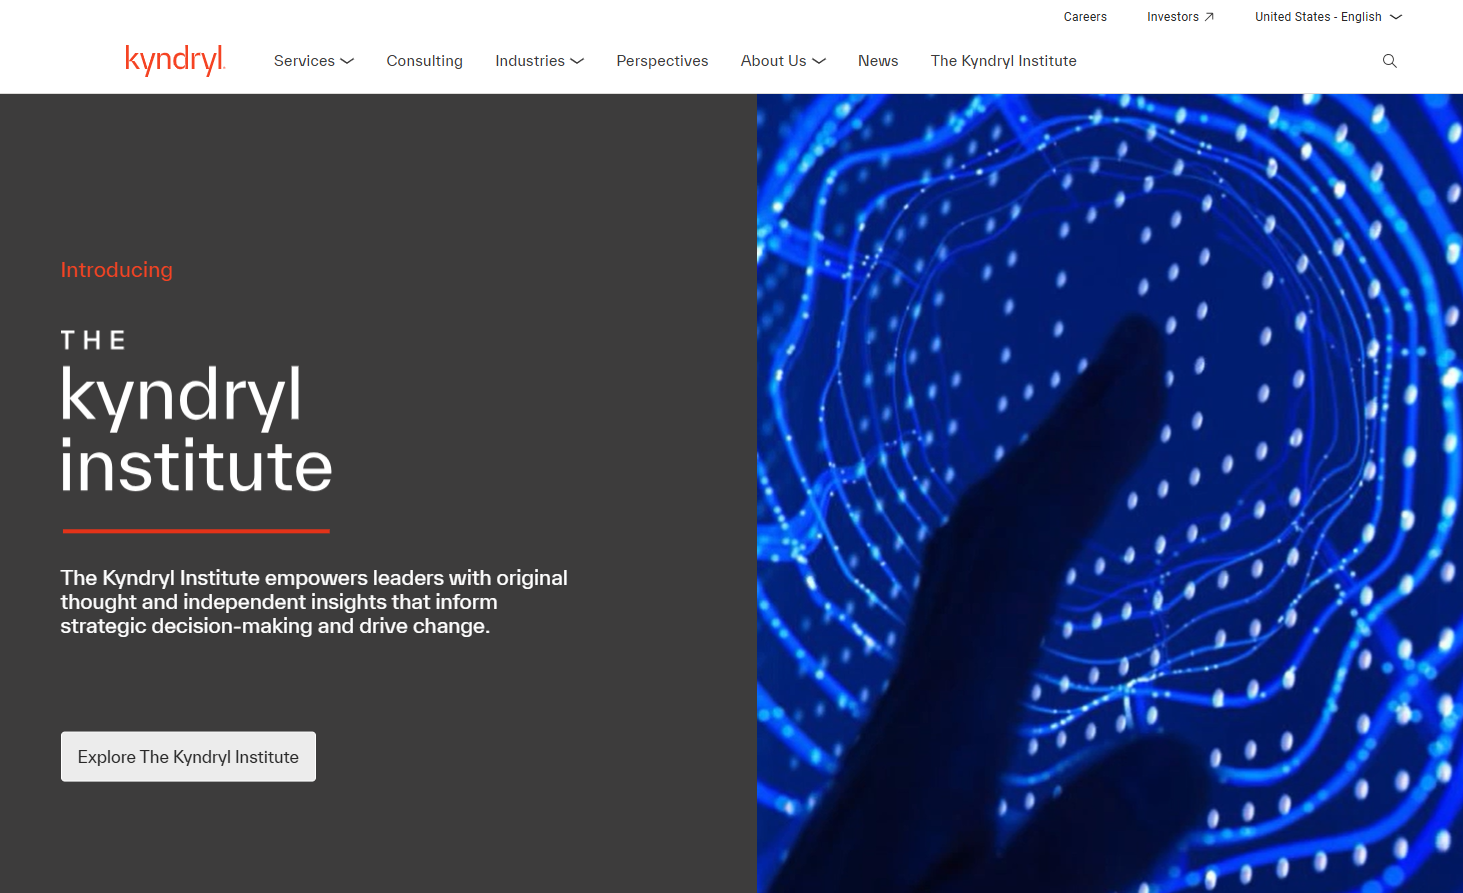 Careers
Investors
United States - English
kyndryl
Services
Consulting
Industries
Perspectives
About Us
News
The Kyndryl Institute
Introducing
THE
kyndryl
institute
The Kyndryl Institute empowers leaders with original
thought and independent insights that inform
strategic decision-making and drive change.
Explore The Kyndryl Institute